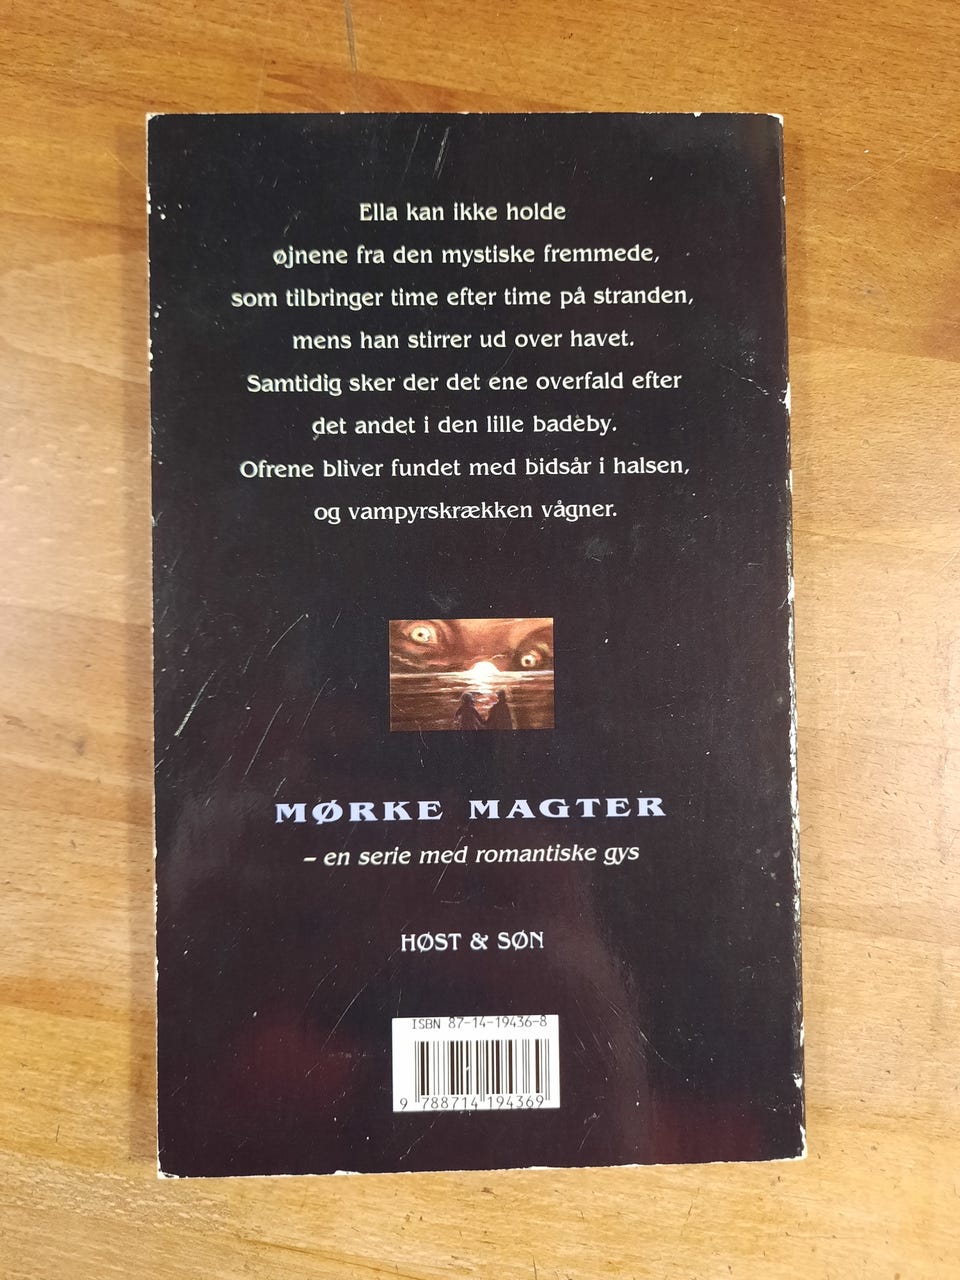 Ella kan ikke holde
øjnene fra den mystiske fremmede,
som tilbringer time efter time på stranden,
mens han stirrer ud over havet.
Samtidig sker der det ene overfald efter
det andet i den lille badeby.
Ofrene bliver fundet med bidsår i halsen,
og vampyrskrækken vågner.
MØRKE MAGTER
– en serie med romantiske gys
HØST & SØN
ISBN 87-14-19436-8
9 788714 194369